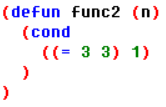 (defun func2 (n)
(cond
((= 3 3) 1)
)
)